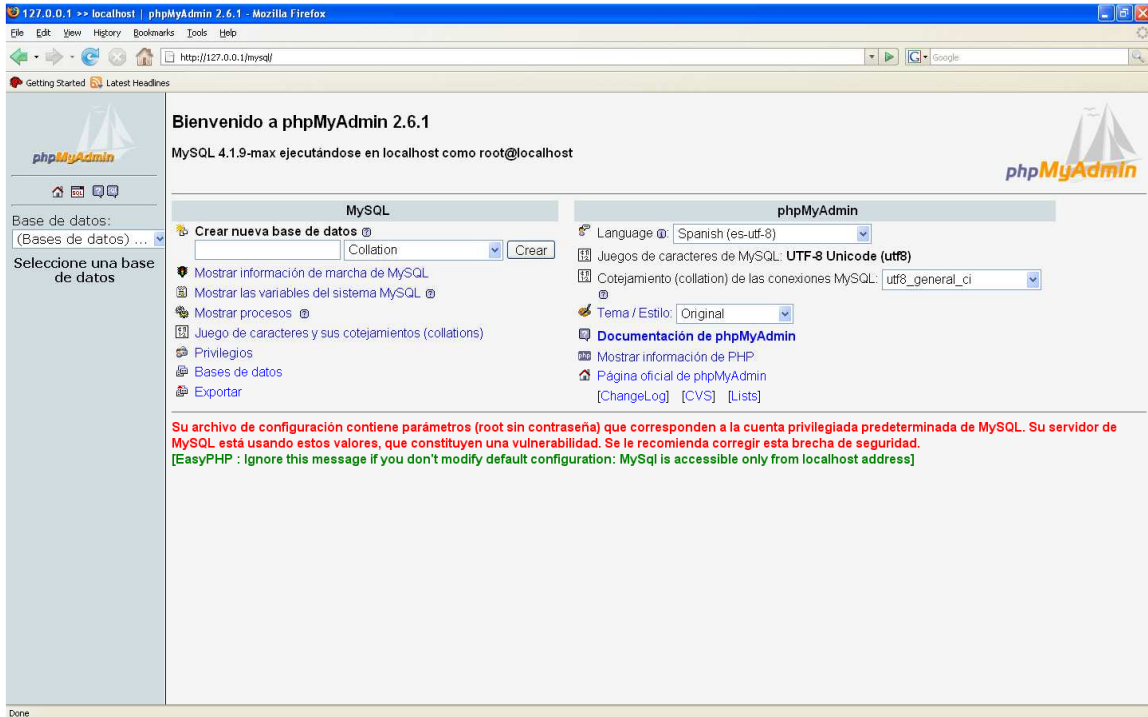 127.0.0.1 >> localhost | phpMyAdmin 2.6.1 - Mozilla Firefox
File Edit View History Bookmarks Tools Help
http://127.0.0.1/mysql/
Google
Getting Started Latest Headlines
phpMyAdmin
SQL
Base de datos:
(Bases de datos) ...
Seleccione una base
de datos
Bienvenido a phpMyAdmin 2.6.1
MySQL 4.1.9-max ejecutándose en localhost como root@localhost
phpMyAdmin
MySQL
Crear nueva base de datos
Collation Crear
Mostrar información de marcha de MySQL
Mostrar las variables del sistema MySQL
Mostrar procesos
Juego de caracteres y sus cotejamientos (collations)
Privilegios
Bases de datos
Exportar
phpMyAdmin
Language : Spanish (es-utf-8)
Juegos de caracteres de MySQL: UTF-8 Unicode (utf8)
Cotejamiento (collation) de las conexiones MySQL: utf8_general_ci
Tema / Estilo: Original
Documentación de phpMyAdmin
php Mostrar información de PHP
Página oficial de phpMyAdmin
[ChangeLog] [CVS] [Lists]
Su archivo de configuración contiene parámetros (root sin contraseña) que corresponden a la cuenta privilegiada predeterminada de MySQL. Su servidor de
MySQL está usando estos valores, que constituyen una vulnerabilidad. Se le recomienda corregir esta brecha de seguridad.
[EasyPHP : Ignore this message if you don't modify default configuration: MySql is accessible only from localhost address]
Done